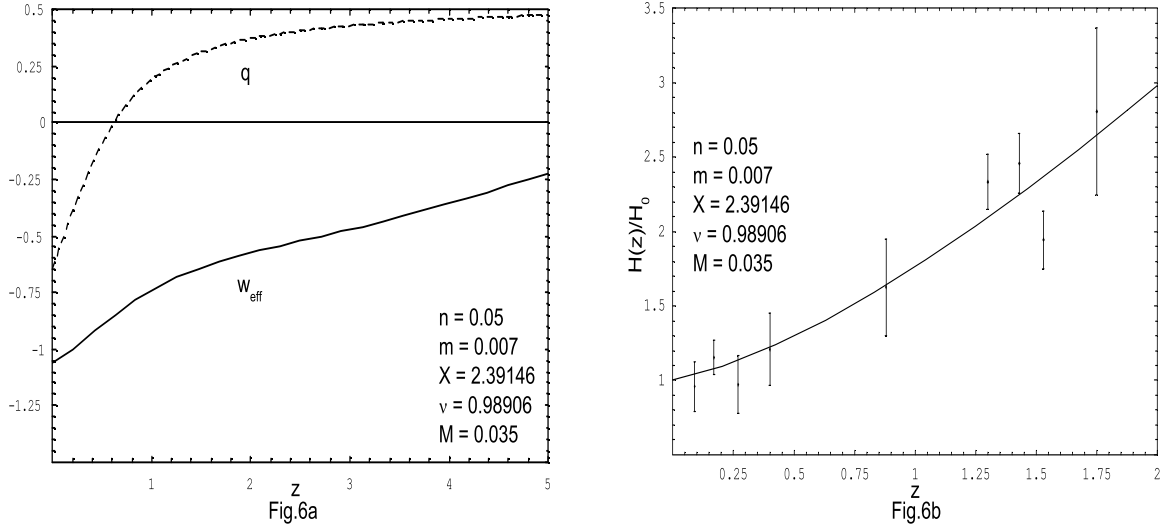 0.5
0.25
0
-0.25
-0.5
-0.75
-1
-1.25
q
w_eff
n = 0.05
m = 0.007
X = 2.39146
ν = 0.98906
M = 0.035
1 2 3 4 5
z
Fig.6a
3.5
3
2.5
2
1.5
1
H(z)/H_0
n = 0.05
m = 0.007
X = 2.39146
ν = 0.98906
M = 0.035
0.25 0.5 0.75 1 1.25 1.5 1.75 2
z
Fig.6b